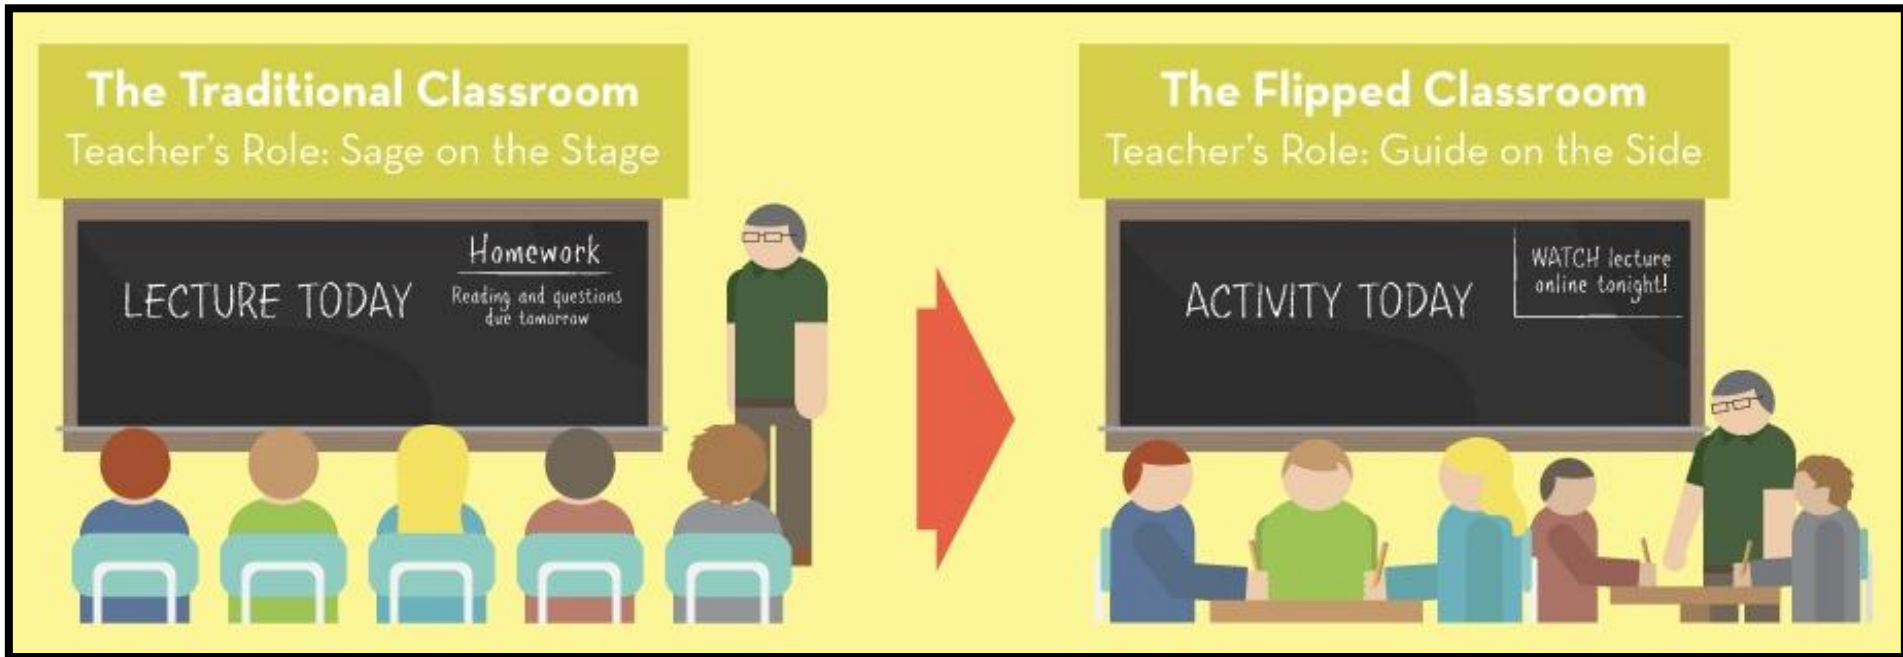 The Traditional Classroom
Teacher's Role: Sage on the Stage
LECTURE TODAY
Homework
Reading and questions
due tomorrow
The Flipped Classroom
Teacher's Role: Guide on the Side
ACTIVITY TODAY
WATCH lecture
online tonight!